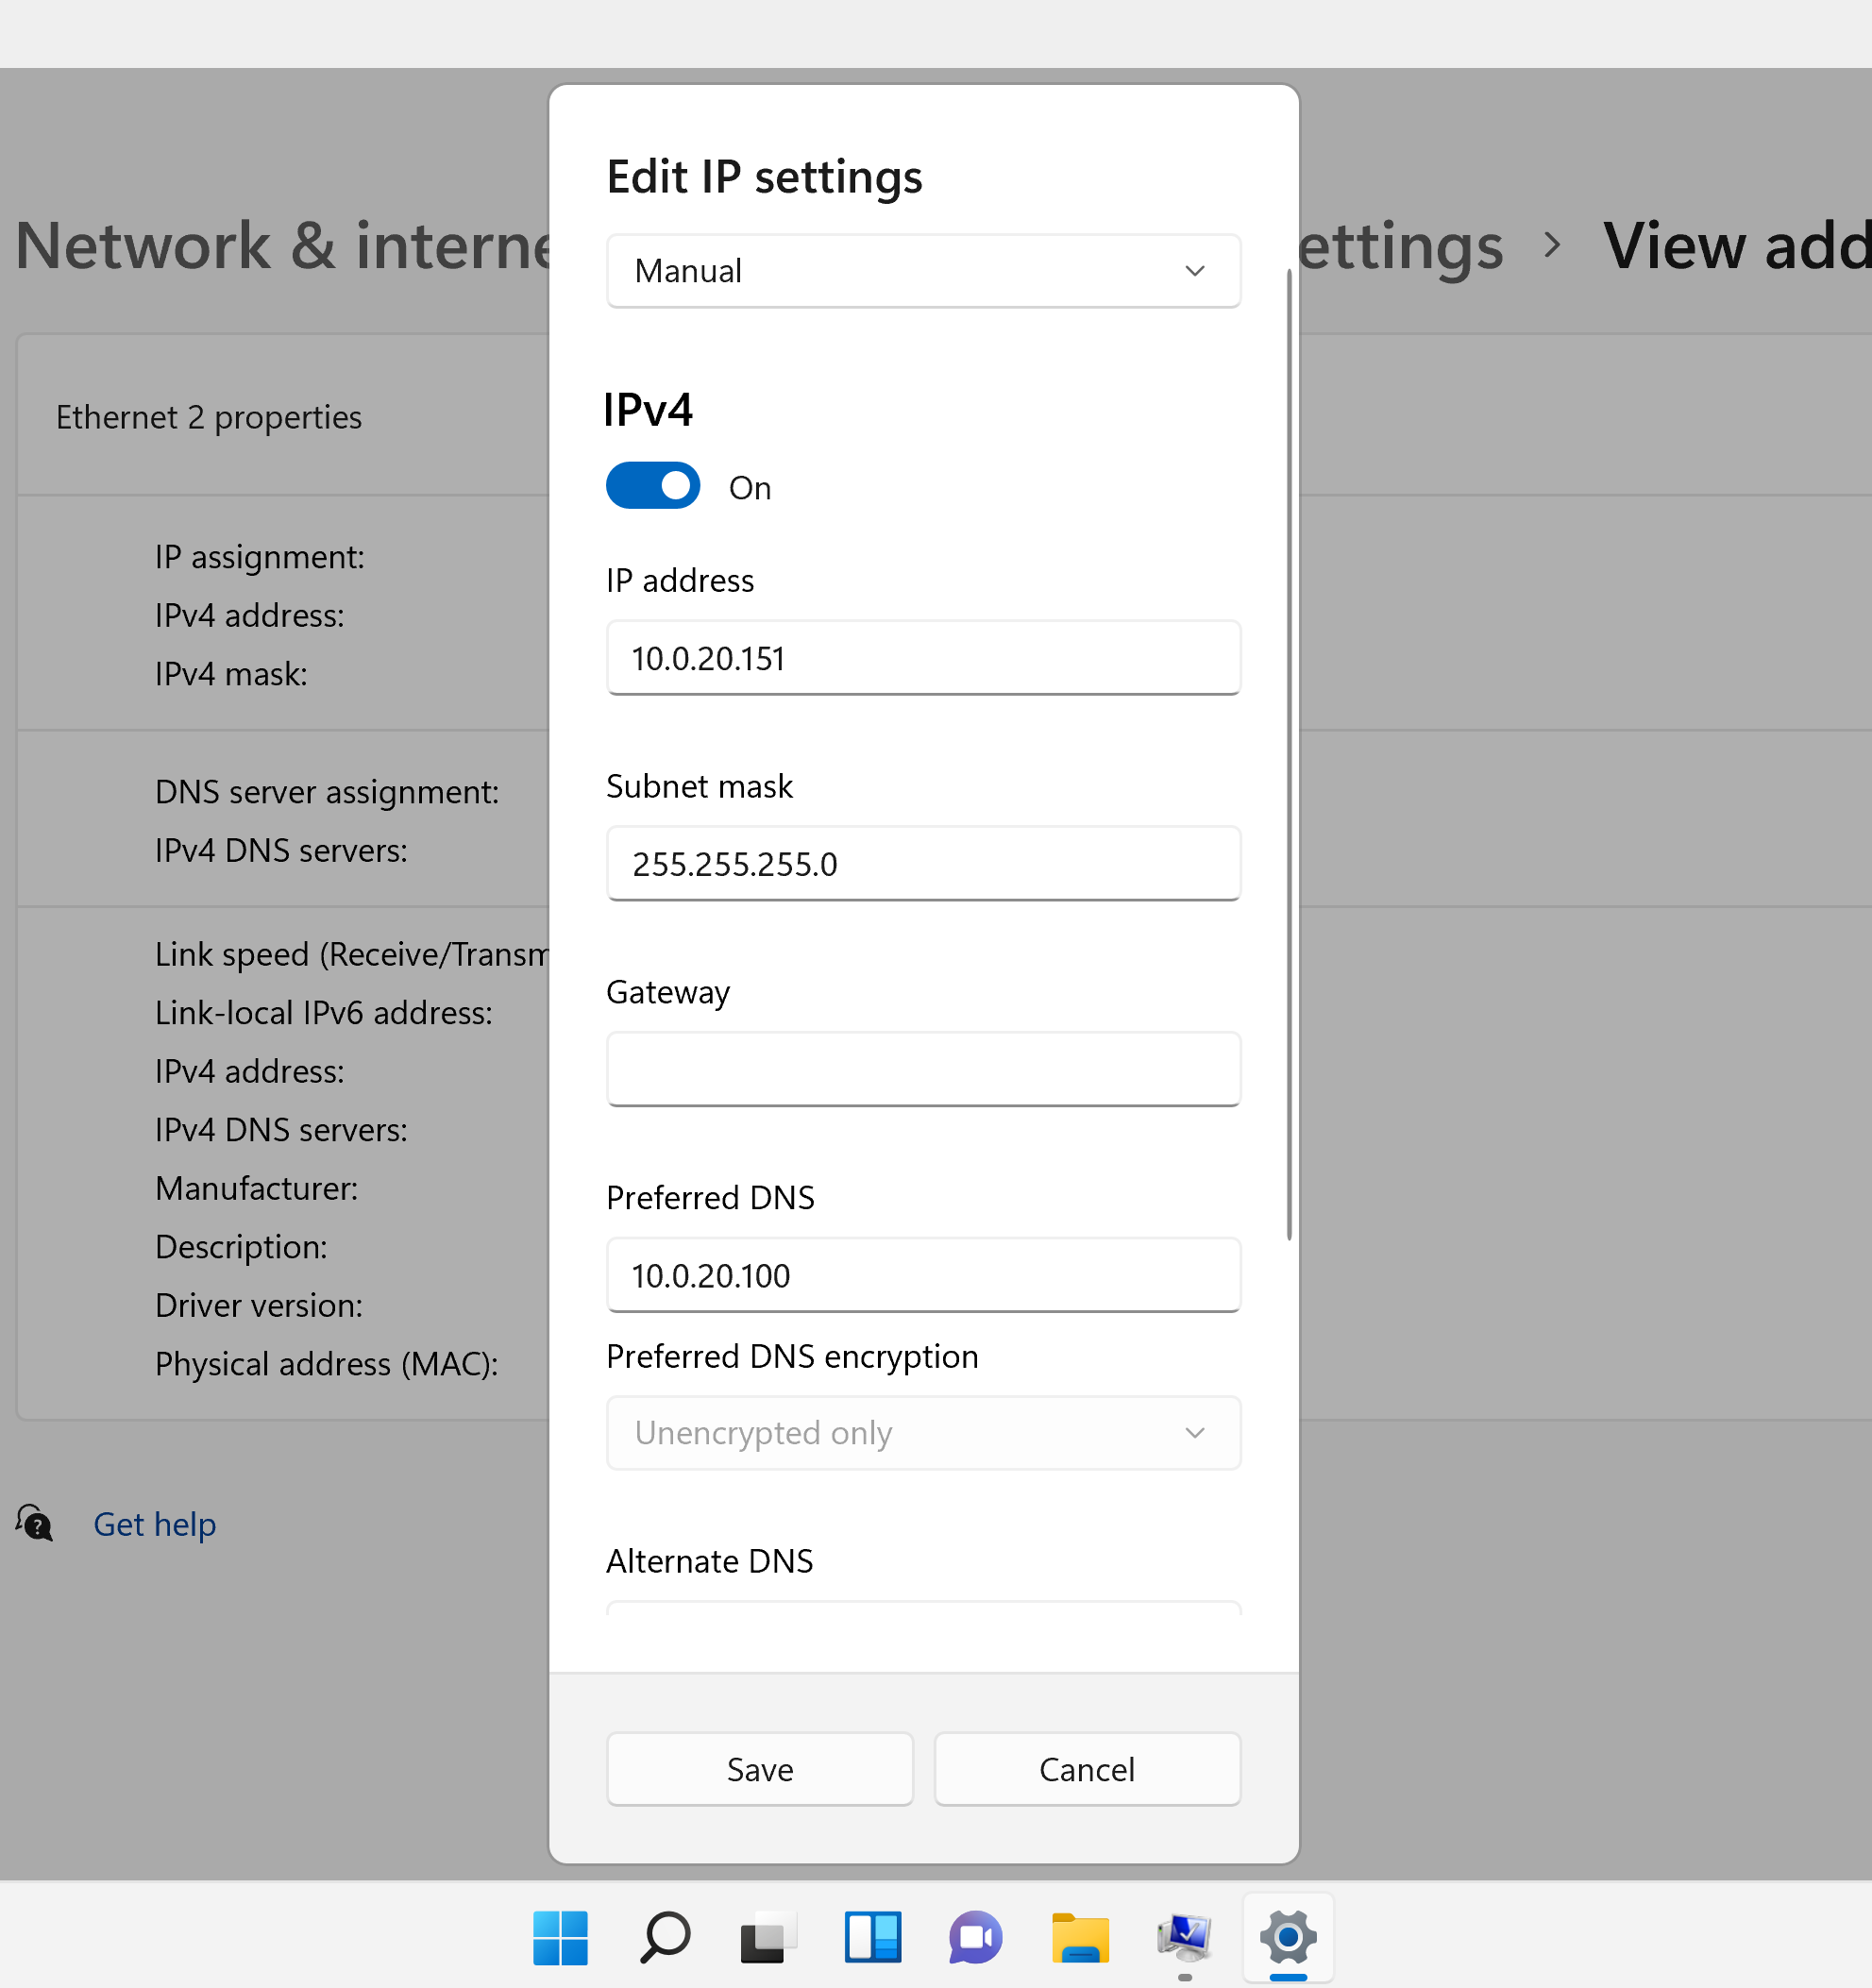 Edit IP settings
Network & interne
ettings > View add
Manual
IPv4
Ethernet 2 properties
On
IP assignment:
IP address
IPv4 address:
10.0.20.151
IPv4 mask:
Subnet mask
DNS server assignment:
IPv4 DNS servers:
255.255.255.0
Link speed (Receive/Transm
Gateway
Link-local IPv6 address:
IPv4 address:
IPv4 DNS servers:
Manufacturer:
Preferred DNS
Description:
10.0.20.100
Driver version:
Physical address (MAC):
Preferred DNS encryption
Unencrypted only
Get help
Alternate DNS
Save
Cancel